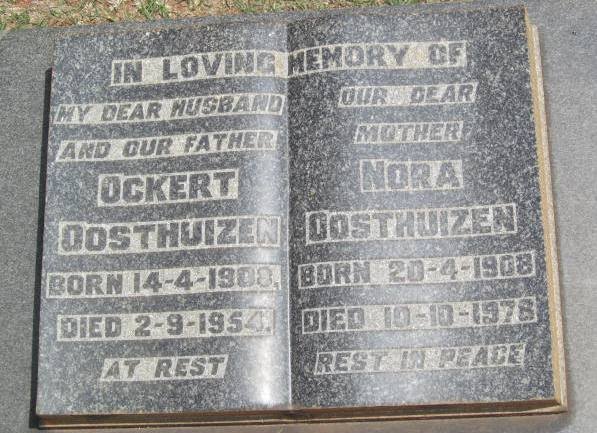 IN LOVING MEMORY OF
MY DEAR HUSBAND
AND OUR FATHER
OCKERT
OOSTHUIZEN
BORN 14-4-1908.
DIED 2-9-1954.
AT REST
OUR DEAR
MOTHER
NORA
OOSTHUIZEN
BORN 20-4-1908
DIED 10-10-1978
REST IN PEACE